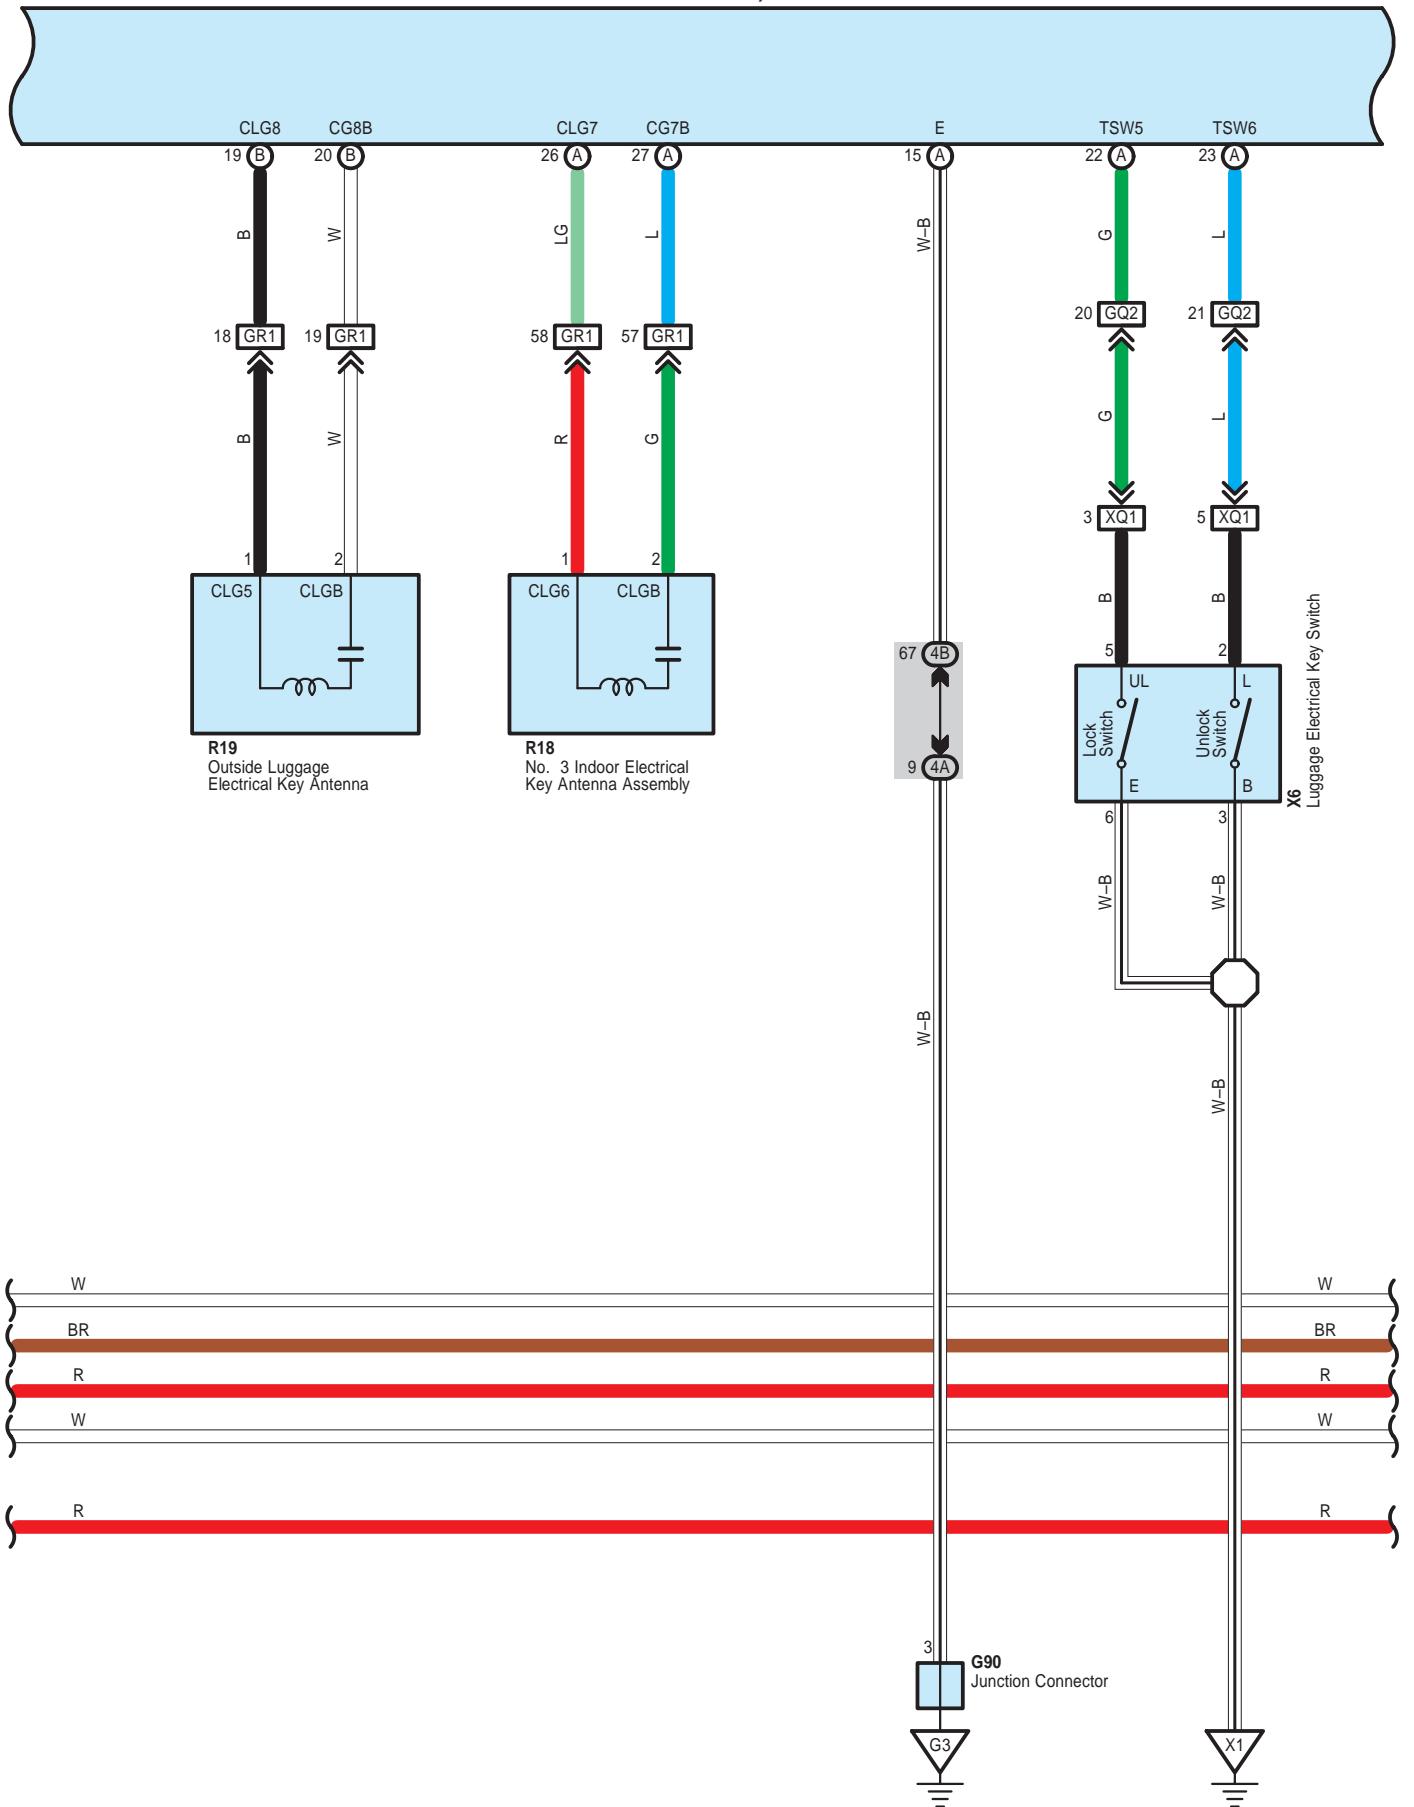 CLG8 CG8B CLG7 CG7B E TSW5 TSW6
19 B 20 B 26 A 27 A 15 A 22 A 23 A
B W LG L W–B G L
20 GQ2 21 GQ2
18 GR1 19 GR1 58 GR1 57 GR1
B W R G G L
3 XQ1 5 XQ1
1 2 1 2
CLG5 CLGB CLG6 CLGB
B B
67 4B
5 2
UL L
Lock Switch
Unlock Switch
E B
X6
Luggage Electrical Key Switch
R19
Outside Luggage
Electrical Key Antenna
R18
No. 3 Indoor Electrical
Key Antenna Assembly
9 4A
6 3
W–B W–B
W–B
W–B
W W
BR BR
R R
W W
R R
3
G90
Junction Connector
G3 X1